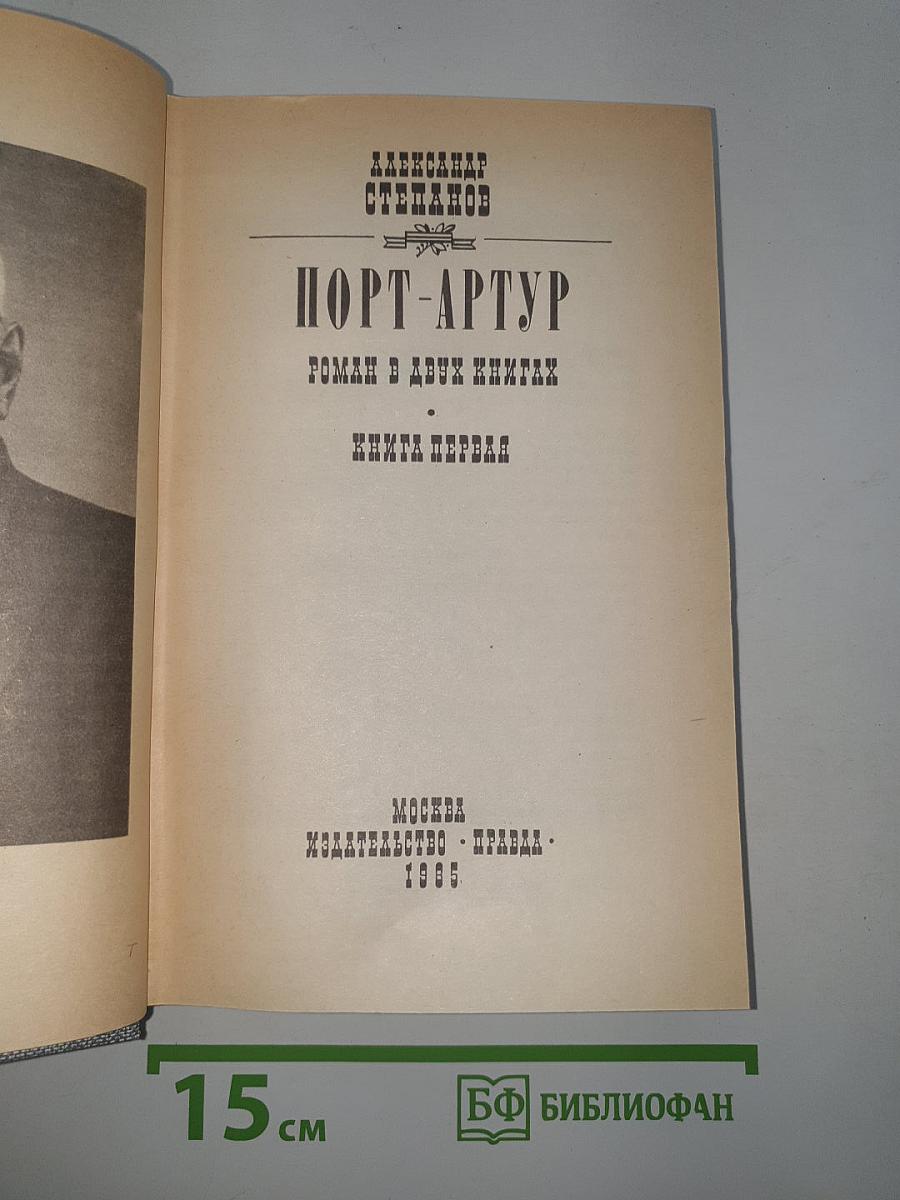 АЛЕКСАНДР
СТЕПАНОВ
ПОРТ-АРТУР
РОМАН В ДВУХ КНИГАХ
•
КНИГА ПЕРВАЯ
МОСКВА
ИЗДАТЕЛЬСТВО • ПРАВДА •
1985
15 см
БФ БИБЛИОФАН